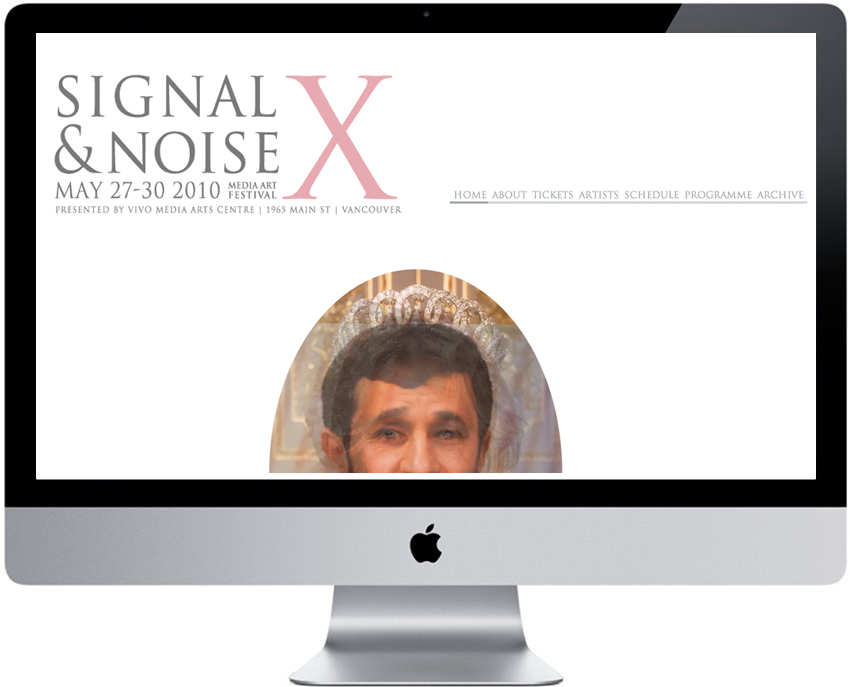 SIGNAL
& NOISE X
MAY 27-30 2010 MEDIA ART
FESTIVAL
PRESENTED BY VIVO MEDIA ARTS CENTRE | 1965 MAIN ST | VANCOUVER
HOME ABOUT TICKETS ARTISTS SCHEDULE PROGRAMME ARCHIVE